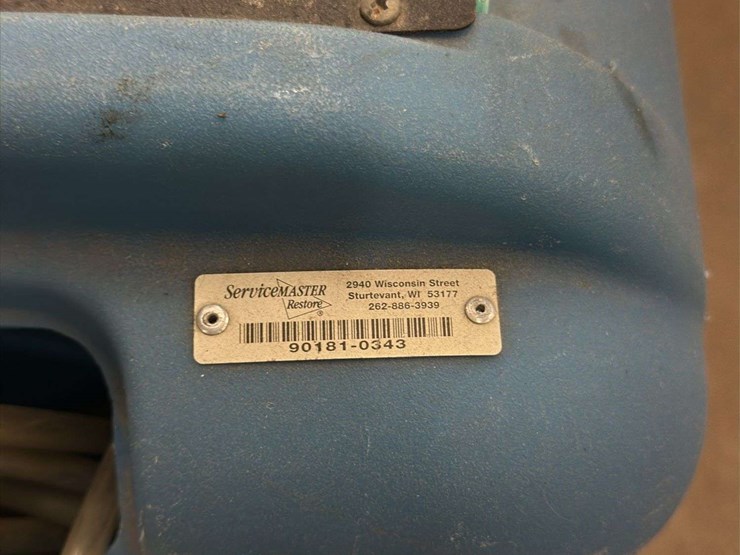 ServiceMASTER
Restore®
2940 Wisconsin Street
Sturtevant, WI 53177
262-886-3939
90181-0343